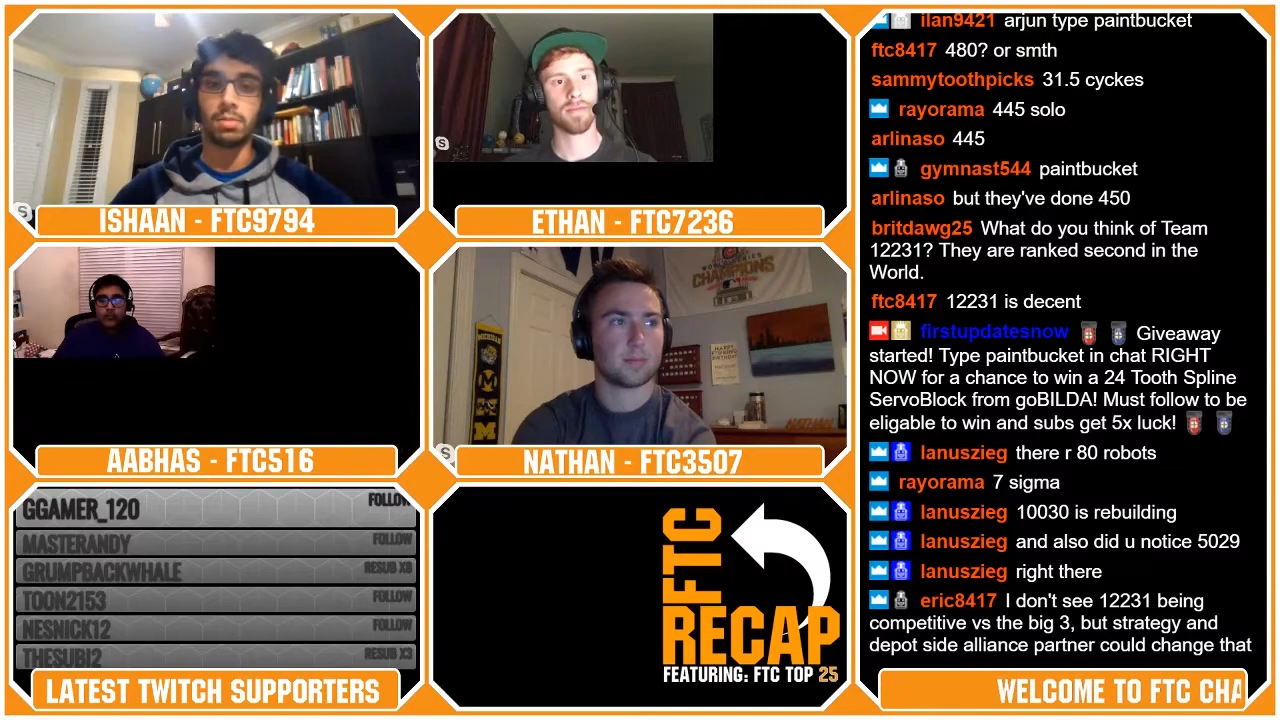 ISHAAN - FTC9794
ETHAN - FTC7236
CHAMPIONS
MICHIGAN
M
AABHAS - FTC516
NATHAN - FTC3507
GGAMER_120 FOLLOW
MASTERANDY FOLLOW
GRUMPBACKWHALE RESUB X8
TOON2153 FOLLOW
NESNICK12 FOLLOW
THESUBI2 RESUB X3
LATEST TWITCH SUPPORTERS
FTC
RECAP
FEATURING: FTC TOP 25
ilan9421 arjun type paintbucket
ftc8417 480? or smth
sammytoothpicks 31.5 cyckes
rayorama 445 solo
arlinaso 445
gymnast544 paintbucket
arlinaso but they've done 450
britdawg25 What do you think of Team
12231? They are ranked second in the
World.
ftc8417 12231 is decent
firstupdatesnow Giveaway
started! Type paintbucket in chat RIGHT
NOW for a chance to win a 24 Tooth Spline
ServoBlock from goBILDA! Must follow to be
eligable to win and subs get 5x luck!
lanuszieg there r 80 robots
rayorama 7 sigma
lanuszieg 10030 is rebuilding
lanuszieg and also did u notice 5029
lanuszieg right there
eric8417 I don't see 12231 being
competitive vs the big 3, but strategy and
depot side alliance partner could change that
WELCOME TO FTC CHA